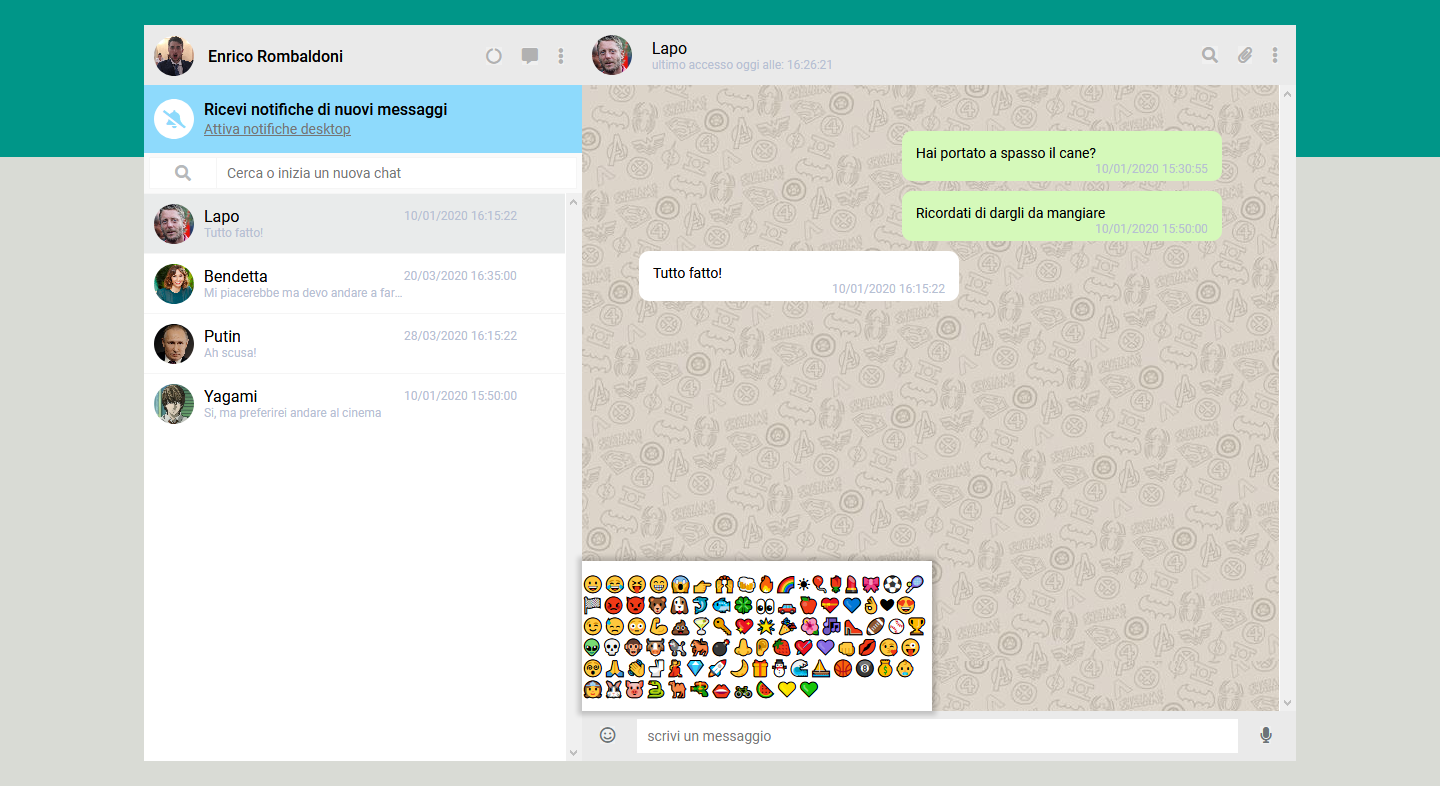 Enrico Rombaldoni
Ricevi notifiche di nuovi messaggi
Attiva notifiche desktop
Cerca o inizia un nuova chat
Lapo 10/01/2020 16:15:22
Tutto fatto!
Bendetta 20/03/2020 16:35:00
Mi piacerebbe ma devo andare a far...
Putin 28/03/2020 16:15:22
Ah scusa!
Yagami 10/01/2020 15:50:00
Si, ma preferirei andare al cinema
Lapo
ultimo accesso oggi alle: 16:26:21
Hai portato a spasso il cane?
10/01/2020 15:30:55
Ricordati di dargli da mangiare
10/01/2020 15:50:00
Tutto fatto!
10/01/2020 16:15:22
scrivi un messaggio